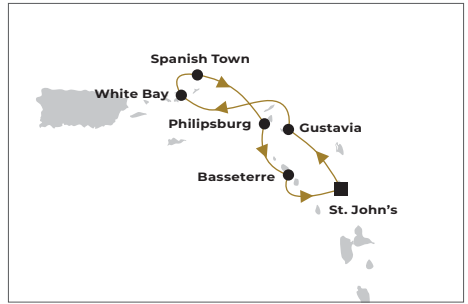 Spanish Town
White Bay
Philipsburg
Gustavia
Basseterre
St. John's